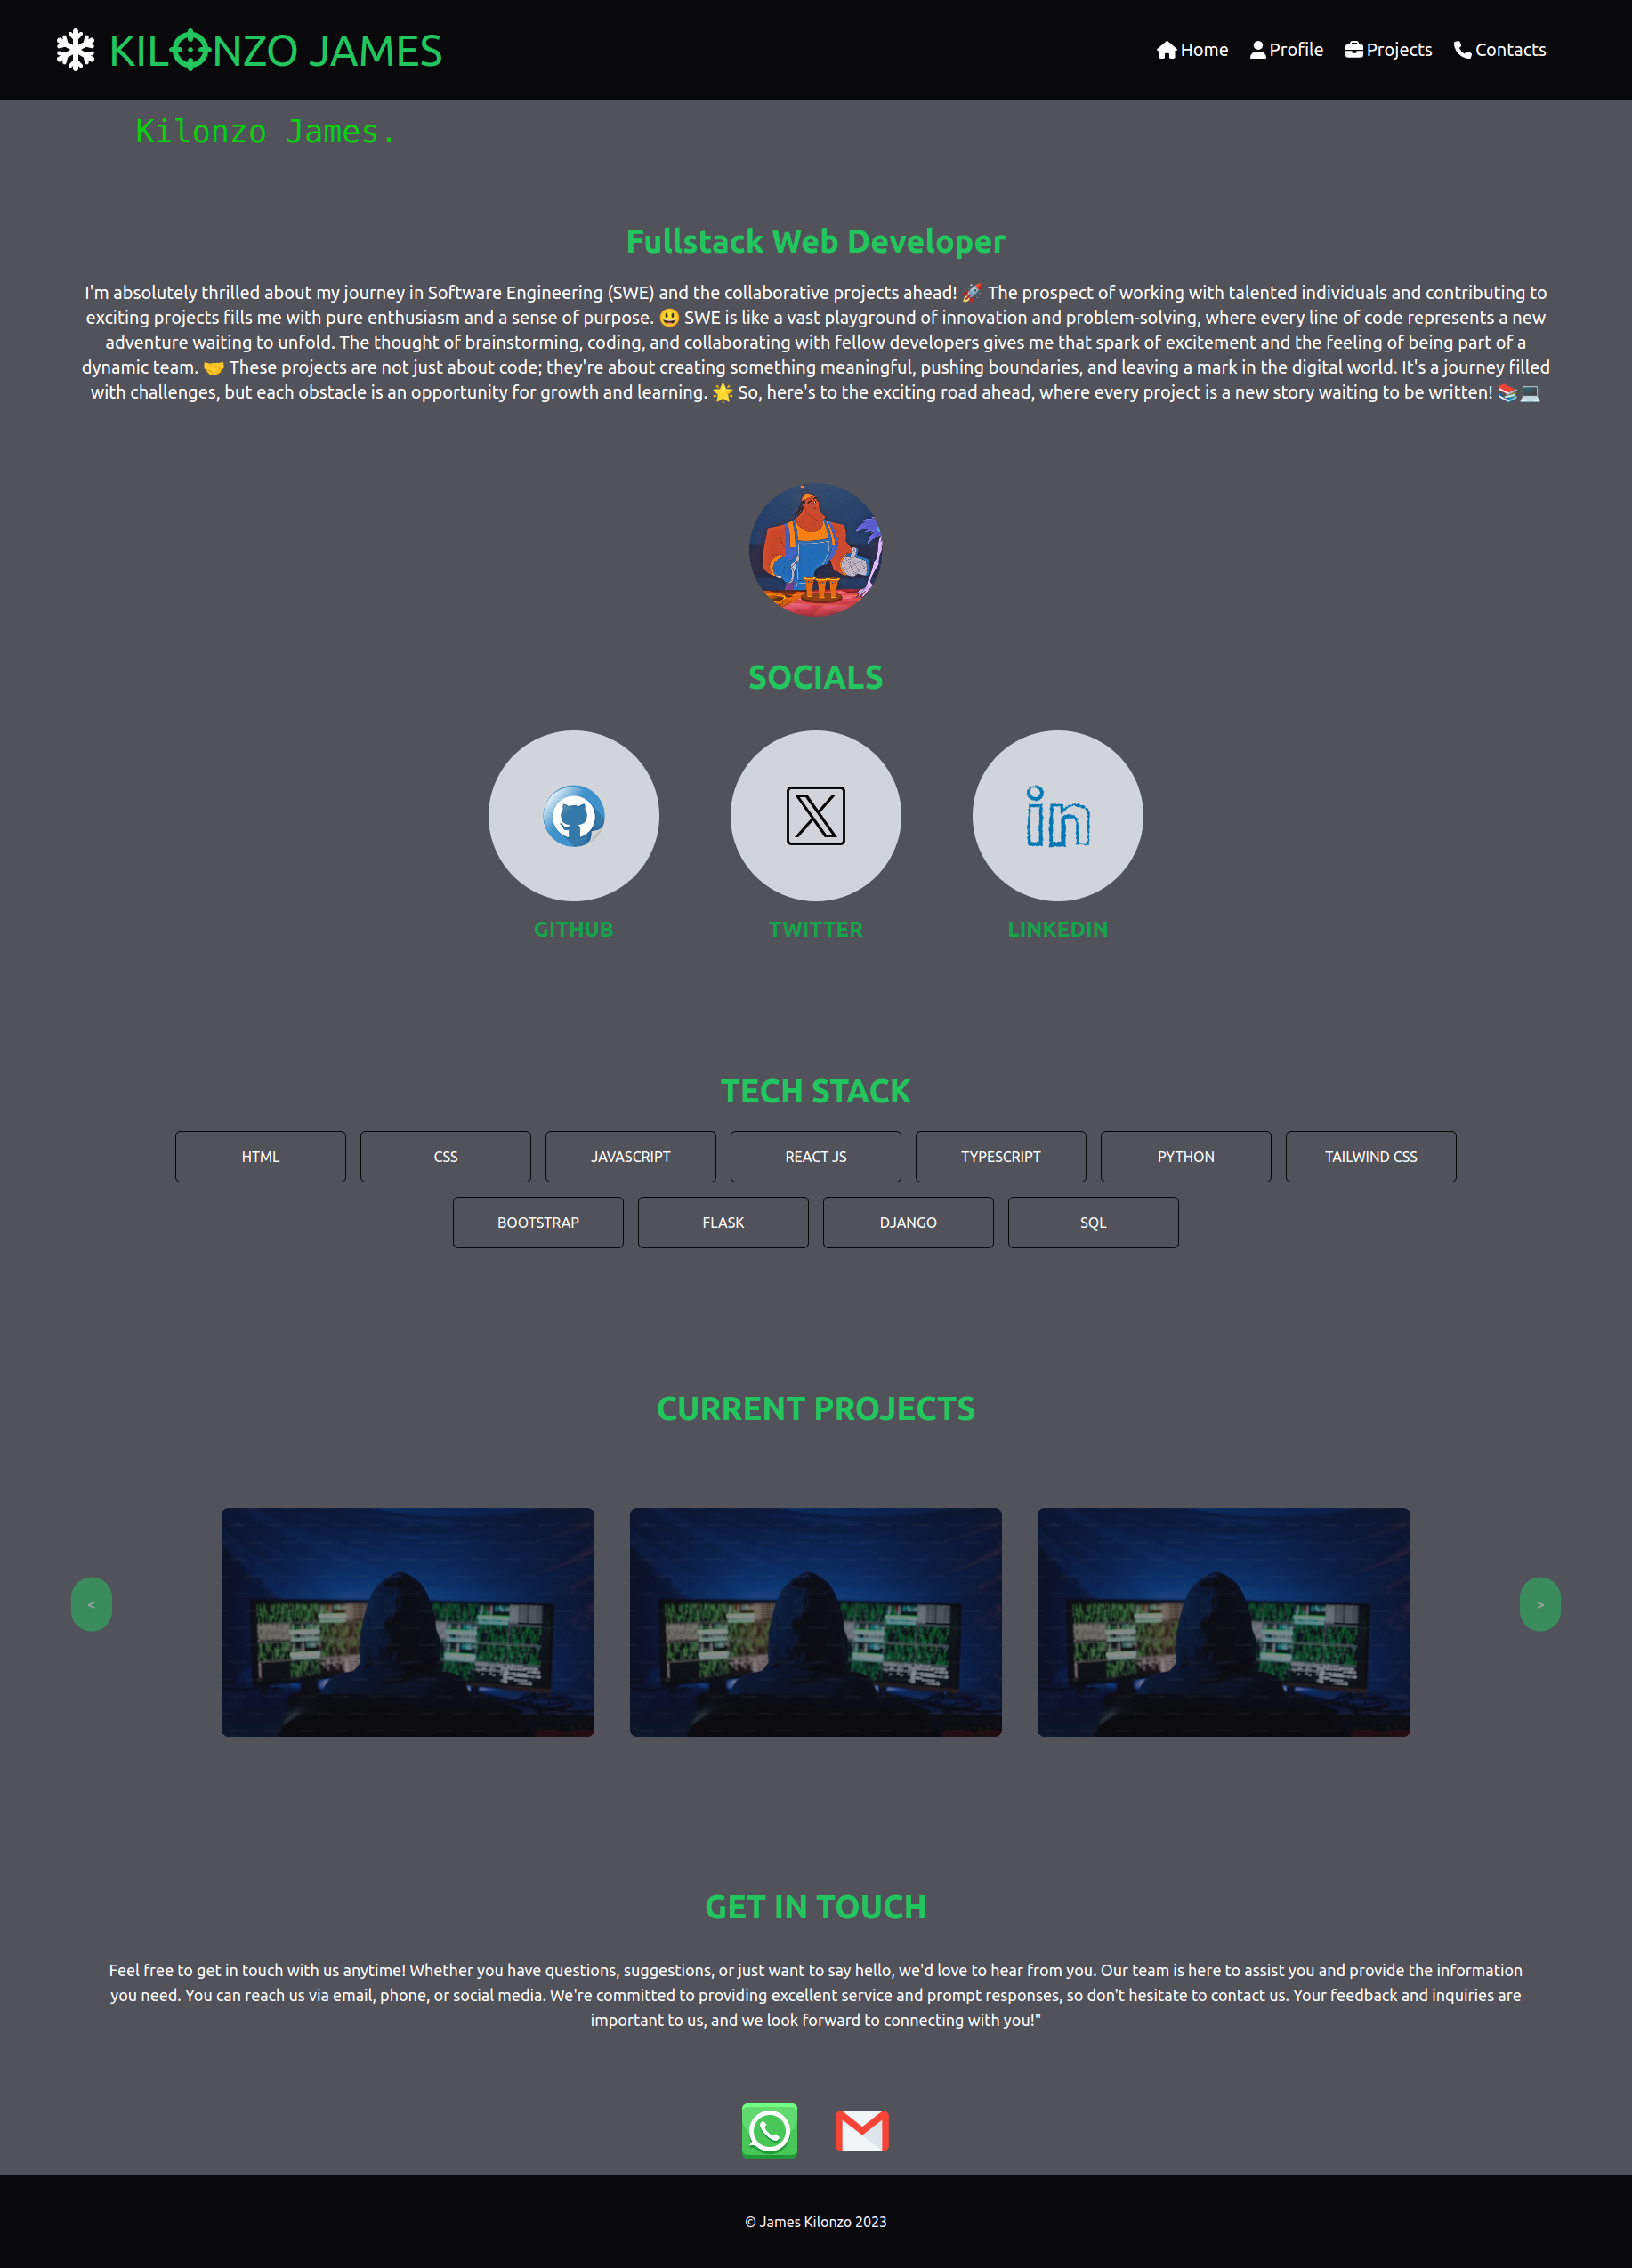 KILONZO JAMES
Home Profile Projects Contacts
Kilonzo James.
Fullstack Web Developer
I'm absolutely thrilled about my journey in Software Engineering (SWE) and the collaborative projects ahead! 🚀 The prospect of working with talented individuals and contributing to
exciting projects fills me with pure enthusiasm and a sense of purpose. 😃 SWE is like a vast playground of innovation and problem-solving, where every line of code represents a new
adventure waiting to unfold. The thought of brainstorming, coding, and collaborating with fellow developers gives me that spark of excitement and the feeling of being part of a
dynamic team. 🤝 These projects are not just about code; they're about creating something meaningful, pushing boundaries, and leaving a mark in the digital world. It's a journey filled
with challenges, but each obstacle is an opportunity for growth and learning. 🌟 So, here's to the exciting road ahead, where every project is a new story waiting to be written! 📚💻
SOCIALS
GITHUB TWITTER LINKEDIN
TECH STACK
HTML CSS JAVASCRIPT REACT JS TYPESCRIPT PYTHON TAILWIND CSS
BOOTSTRAP FLASK DJANGO SQL
CURRENT PROJECTS
< >
GET IN TOUCH
Feel free to get in touch with us anytime! Whether you have questions, suggestions, or just want to say hello, we'd love to hear from you. Our team is here to assist you and provide the information
you need. You can reach us via email, phone, or social media. We're committed to providing excellent service and prompt responses, so don't hesitate to contact us. Your feedback and inquiries are
important to us, and we look forward to connecting with you!"
© James Kilonzo 2023